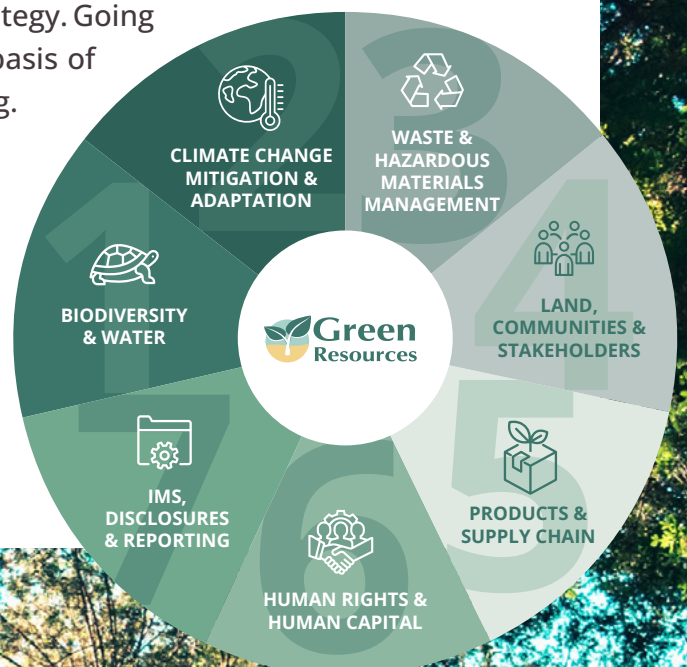 tegy. Going
basis of
g.
1
BIODIVERSITY
& WATER
2
CLIMATE CHANGE
MITIGATION &
ADAPTATION
3
WASTE &
HAZARDOUS
MATERIALS
MANAGEMENT
4
LAND,
COMMUNITIES &
STAKEHOLDERS
5
PRODUCTS &
SUPPLY CHAIN
6
HUMAN RIGHTS &
HUMAN CAPITAL
7
IMS,
DISCLOSURES
& REPORTING
Green
Resources